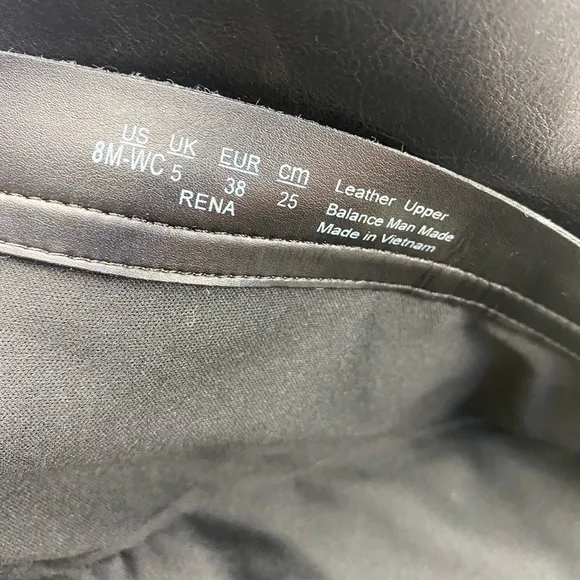 US UK EUR cm
8M-WC 5 38 25
RENA
Leather Upper
Balance Man Made
Made in Vietnam